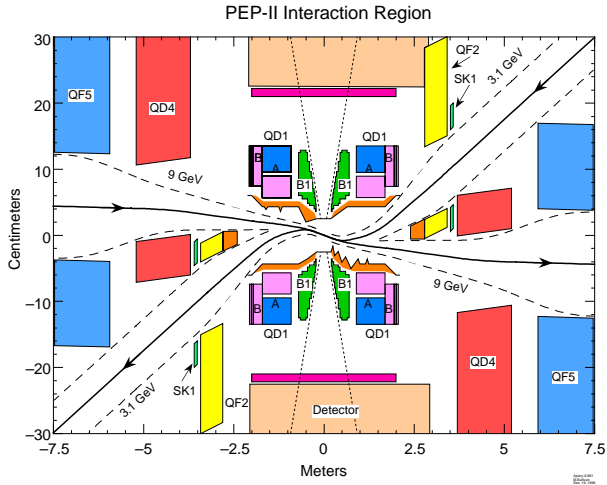 PEP-II Interaction Region
30
20
10
0
−10
−20
−30
Centimeters
QF5
QD4
QF2
SK1
3.1 GeV
QD1
QD1
B
A
B1
B1
B
9 GeV
9 GeV
B1
B1
A
A
B
B
QD1
QD1
SK1
QF2
3.1 GeV
QD4
QF5
Detector
−7.5
−5
−2.5
0
2.5
5
7.5
Meters